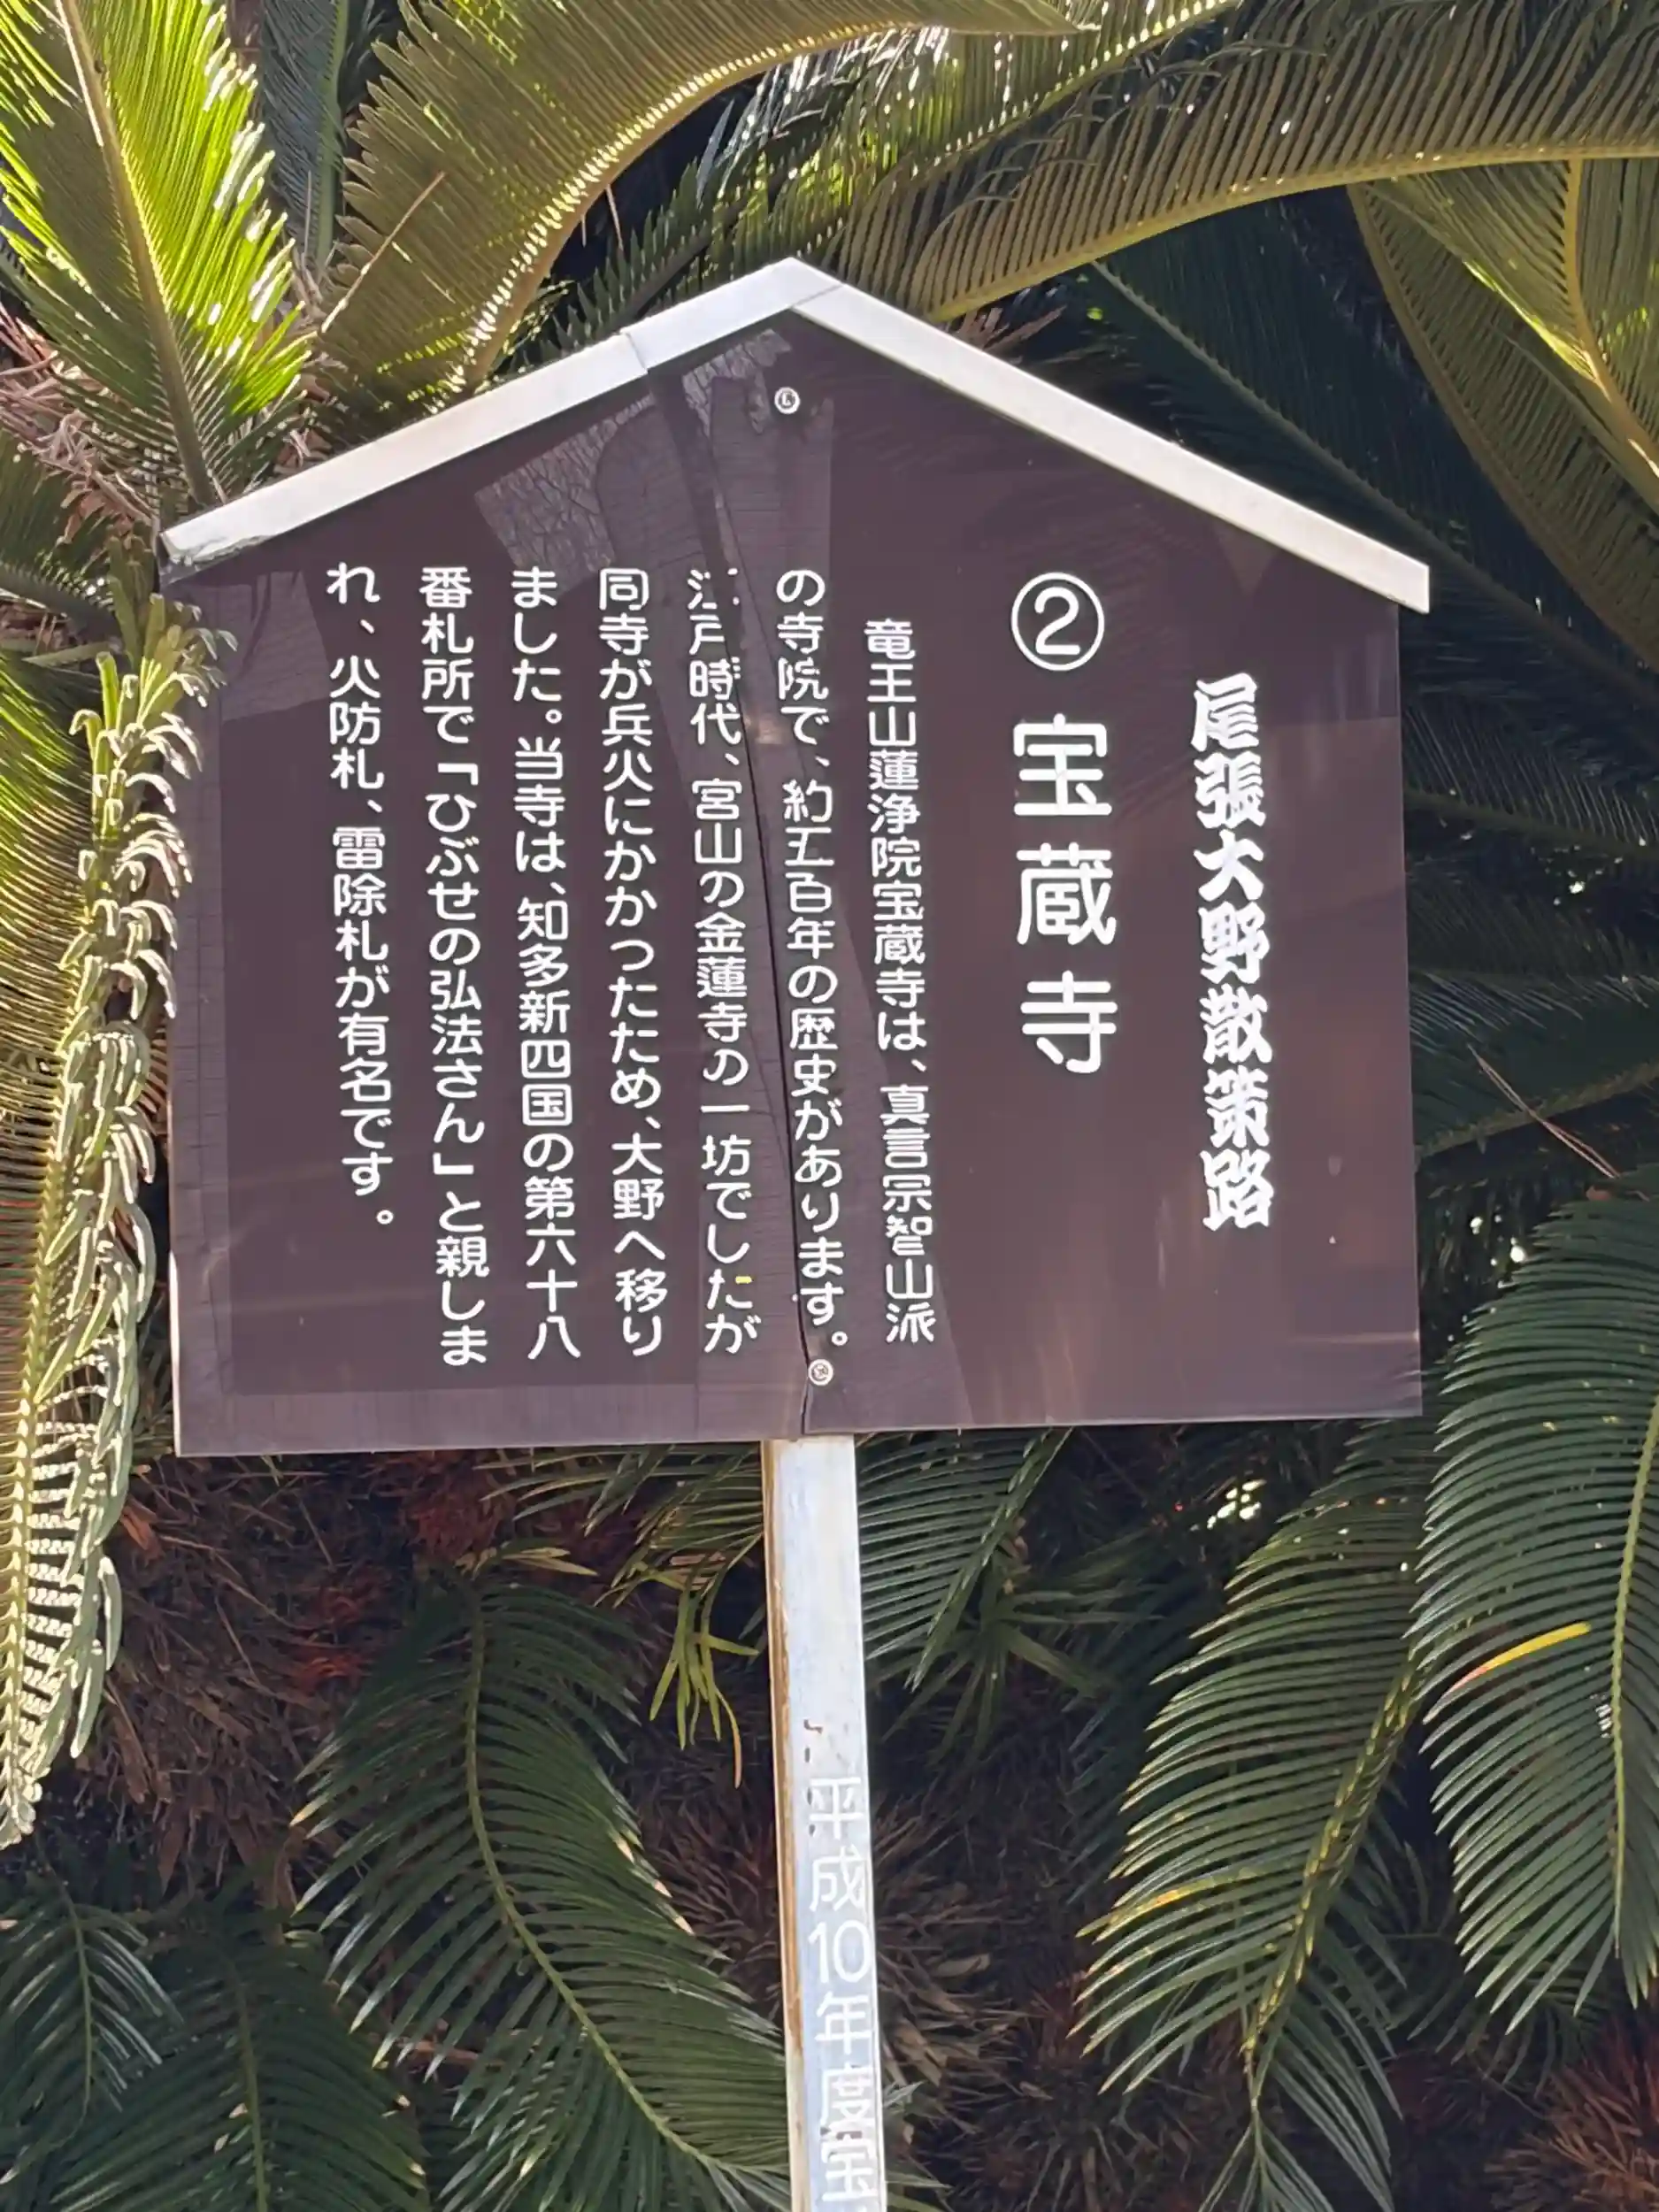 尾張大野散策路
② 宝蔵寺
竜王山蓮浄院宝蔵寺は、真言宗智山派
の寺院で、約五百年の歴史があります。
江戸時代、宮山の金蓮寺の一坊でしたが
同寺が兵火にかかったため、大野へ移り
ました。当寺は、知多新四国の第六十八
番札所で「ひぶせの弘法さん」と親しま
れ、火防札、雷除札が有名です。
平成10年度宝